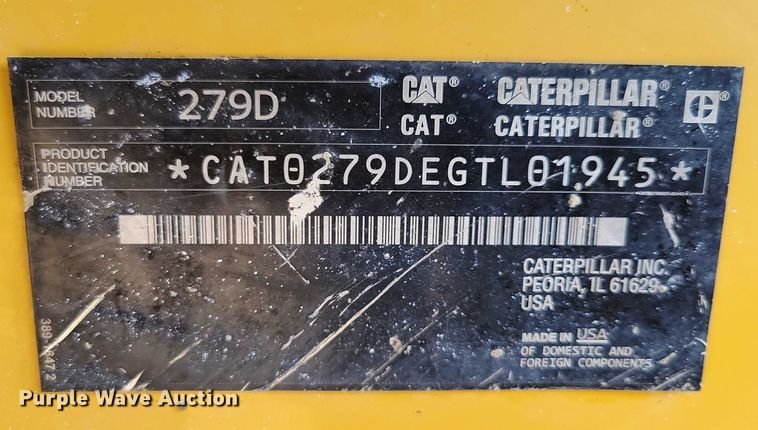 MODEL NUMBER 279D
CAT® CATERPILLAR®
CAT® CATERPILLAR®
PRODUCT IDENTIFICATION NUMBER *CAT0279DEGTL01945*
CATERPILLAR INC.
PEORIA, IL 61629
USA
MADE IN USA
OF DOMESTIC AND
FOREIGN COMPONENTS
Purple Wave Auction